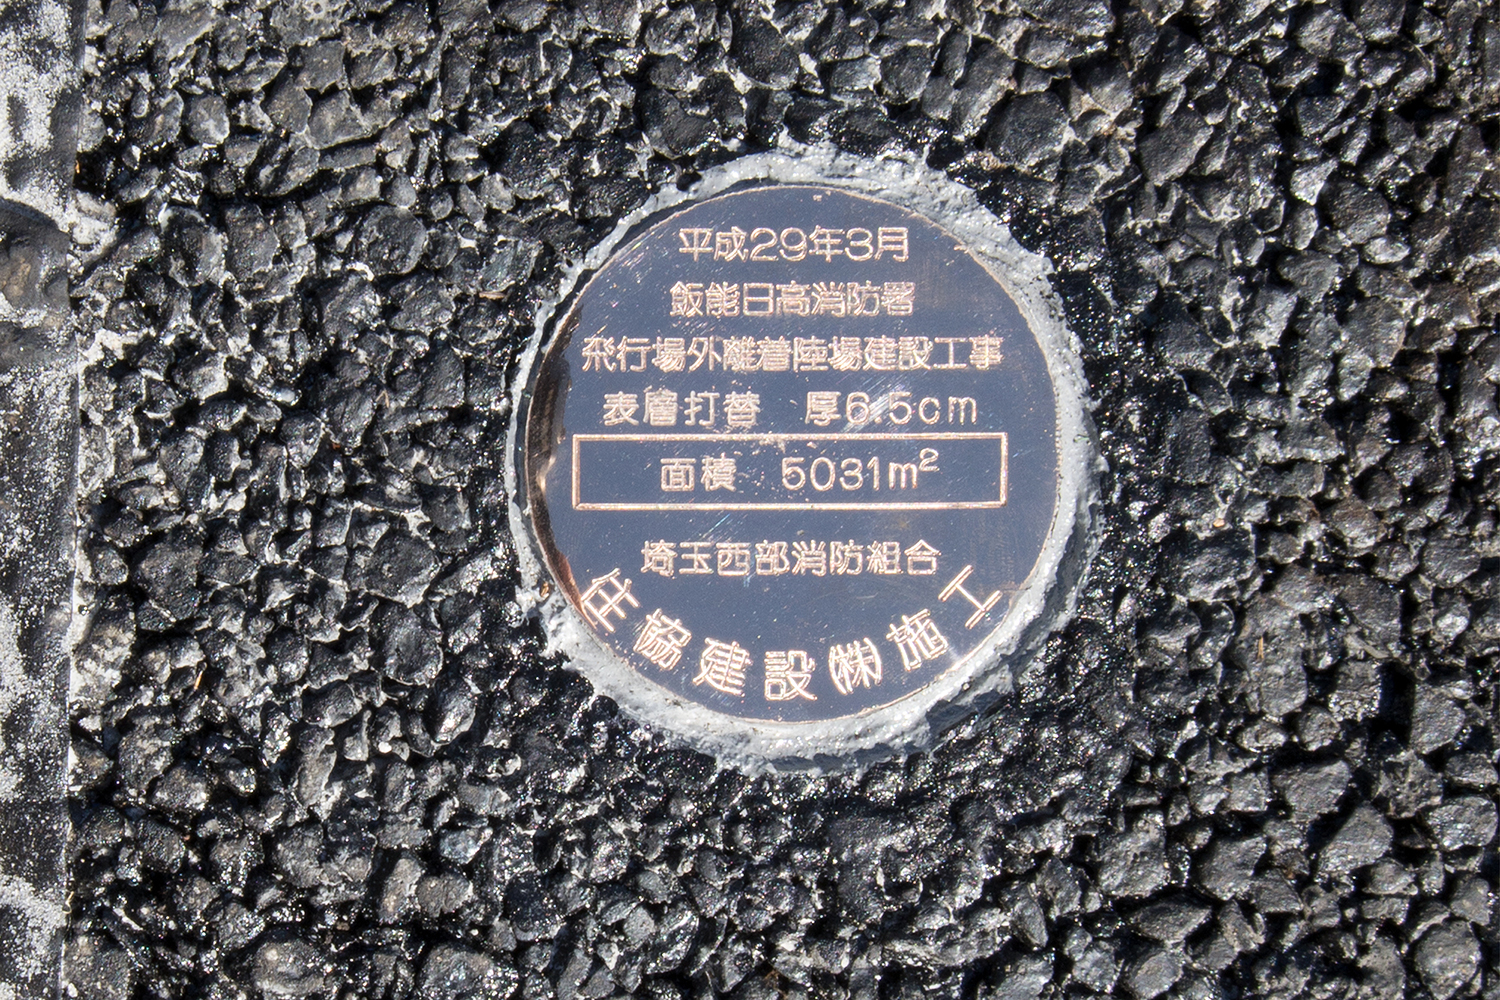 平成29年3月
飯能日高消防署
飛行場外離着陸場建設工事
表層打替　厚6.5cm
面積　5031m²
埼玉西部消防組合
住協建設㈱施工